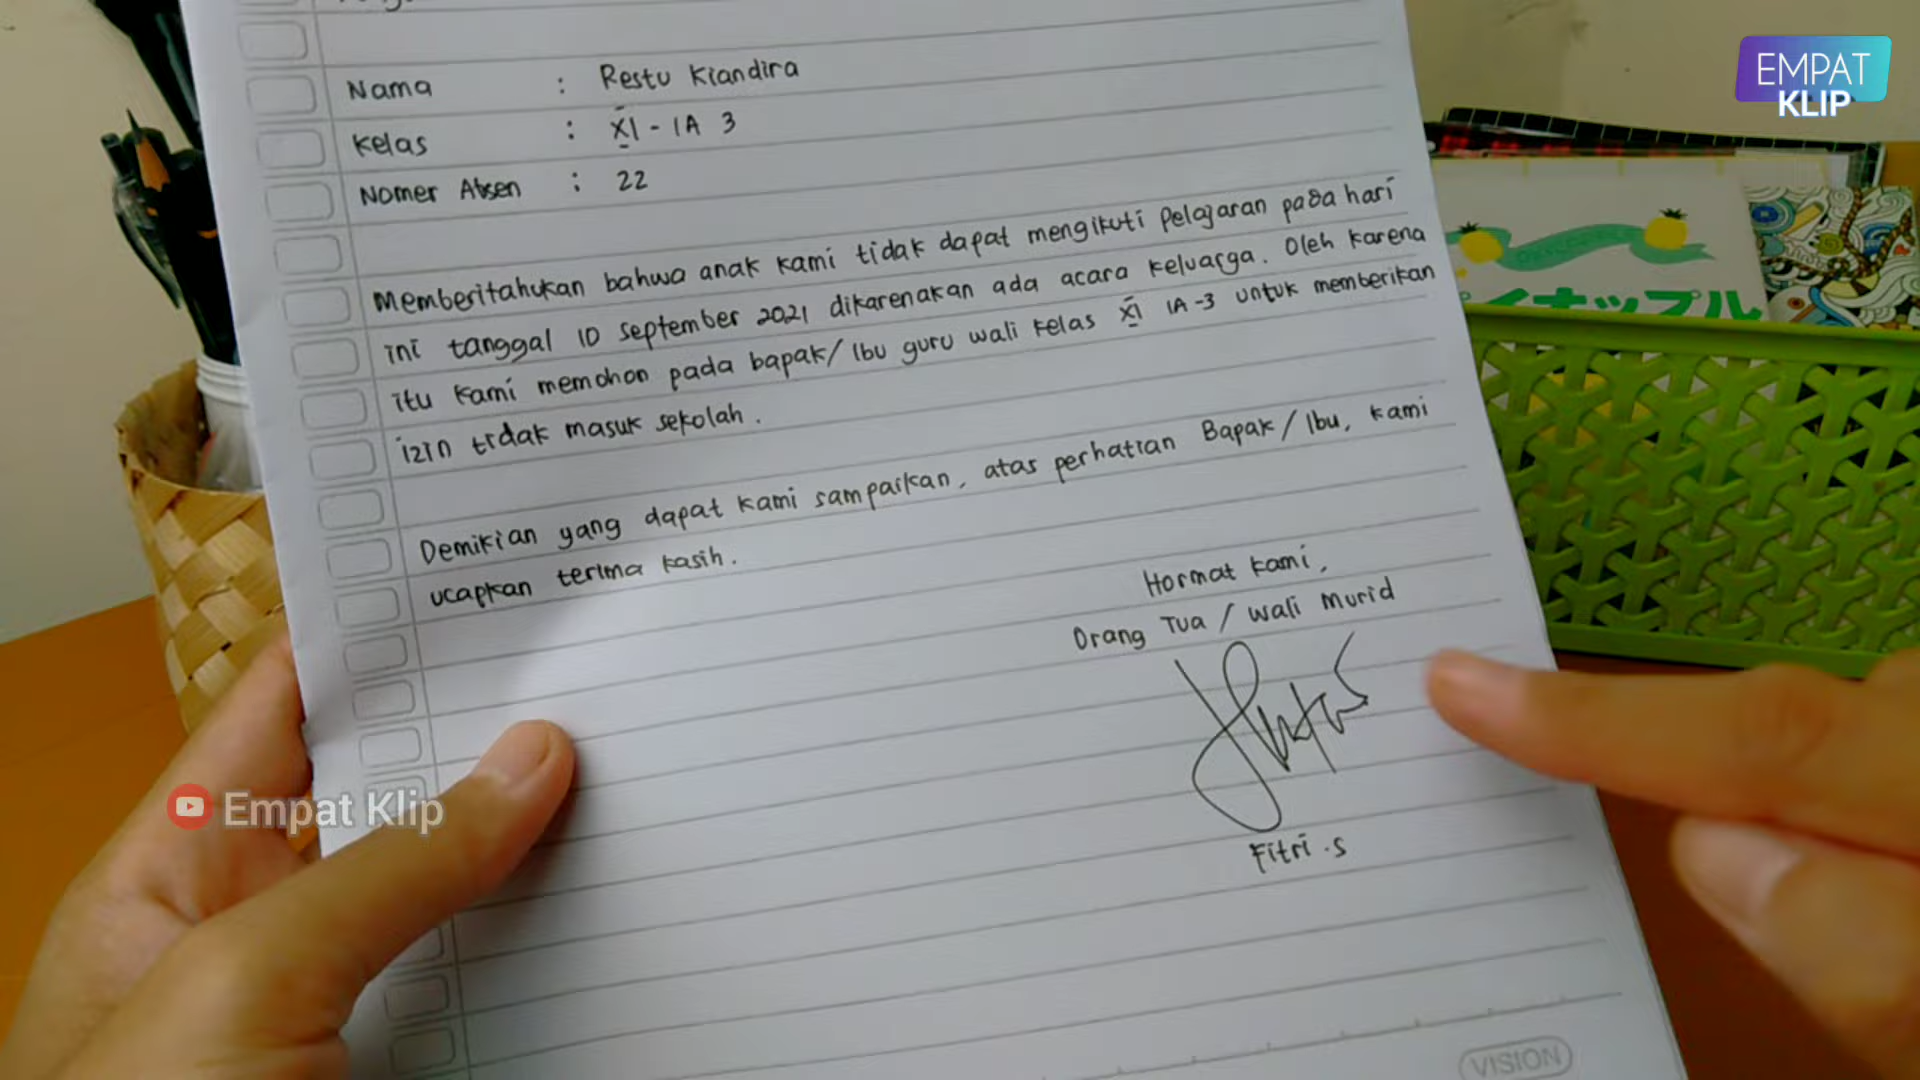 EMPAT
KLIP
Nama : Restu Kiandira
Kelas : XI - IA 3
Nomer Absen : 22
Memberitahukan bahwa anak kami tidak dapat mengikuti pelajaran pada hari
ini tanggal 10 September 2021 dikarenakan ada acara keluarga. Oleh karena
itu kami memohon pada bapak/Ibu guru wali kelas XI IA-3 untuk memberikan
izin tidak masuk sekolah.
Demikian yang dapat kami sampaikan, atas perhatian Bapak/Ibu, kami
ucapkan terima kasih.
Hormat kami,
Orang Tua / Wali Murid
Fitri .S
Empat Klip
VISION